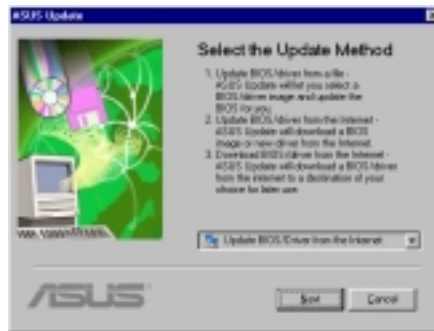 ASUS Update
Select the Update Method
1. Update BIOS/driver from a file -
ASUS Update will let you select a
BIOS/driver image and update the
BIOS for you.
2. Update BIOS/driver from the Internet -
ASUS Update will download a BIOS
image or new driver from the Internet.
3. Download BIOS/driver from the Internet -
ASUS Update will download a BIOS/driver
from the internet to a destination of your
choice for later use.
Update BIOS/Driver from the Internet
ASUS
Next
Cancel